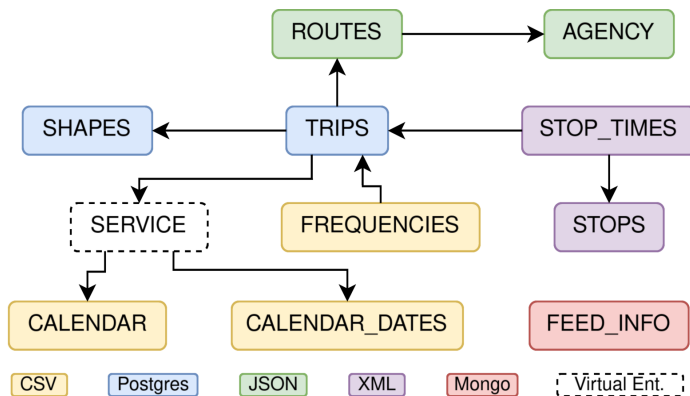 ROUTES AGENCY
SHAPES TRIPS STOP_TIMES
SERVICE FREQUENCIES STOPS
CALENDAR CALENDAR_DATES FEED_INFO
CSV Postgres JSON XML Mongo Virtual Ent.